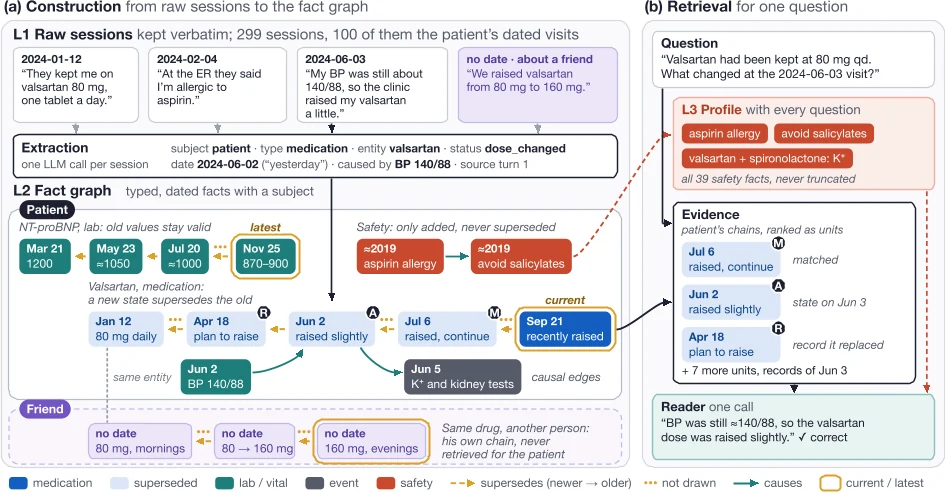 (a) Construction from raw sessions to the fact graph
L1 Raw sessions kept verbatim; 299 sessions, 100 of them the patient's dated visits
2024-01-12
“They kept me on
valsartan 80 mg,
one tablet a day.”
2024-02-04
“At the ER they said
I'm allergic to
aspirin.”
2024-06-03
“My BP was still about
140/88, so the clinic
raised my valsartan
a little.”
no date · about a friend
“We raised valsartan
from 80 mg to 160 mg.”
Extraction
one LLM call per session
subject patient · type medication · entity valsartan · status dose_changed
date 2024-06-02 (“yesterday”) · caused by BP 140/88 · source turn 1
L2 Fact graph typed, dated facts with a subject
Patient
NT-proBNP, lab: old values stay valid
latest
Mar 21
1200
May 23
≈1050
Jul 20
≈1000
Nov 25
870–900
Safety: only added, never superseded
≈2019
aspirin allergy
≈2019
avoid salicylates
Valsartan, medication:
a new state supersedes the old
current
Jan 12
80 mg daily
R
Apr 18
plan to raise
A
Jun 2
raised slightly
M
Jul 6
raised, continue
Sep 21
recently raised
same entity
Jun 2
BP 140/88
Jun 5
K⁺ and kidney tests
causal edges
Friend
no date
80 mg, mornings
no date
80 → 160 mg
no date
160 mg, evenings
Same drug, another person:
his own chain, never
retrieved for the patient
(b) Retrieval for one question
Question
“Valsartan had been kept at 80 mg qd.
What changed at the 2024-06-03 visit?”
L3 Profile with every question
aspirin allergy
avoid salicylates
valsartan + spironolactone: K⁺
all 39 safety facts, never truncated
Evidence
patient's chains, ranked as units
M
Jul 6
raised, continue
matched
A
Jun 2
raised slightly
state on Jun 3
R
Apr 18
plan to raise
record it replaced
+ 7 more units, records of Jun 3
Reader one call
“BP was still ≈140/88, so the valsartan
dose was raised slightly.” ✓ correct
medication
superseded
lab / vital
event
safety
supersedes (newer → older)
not drawn
causes
current / latest